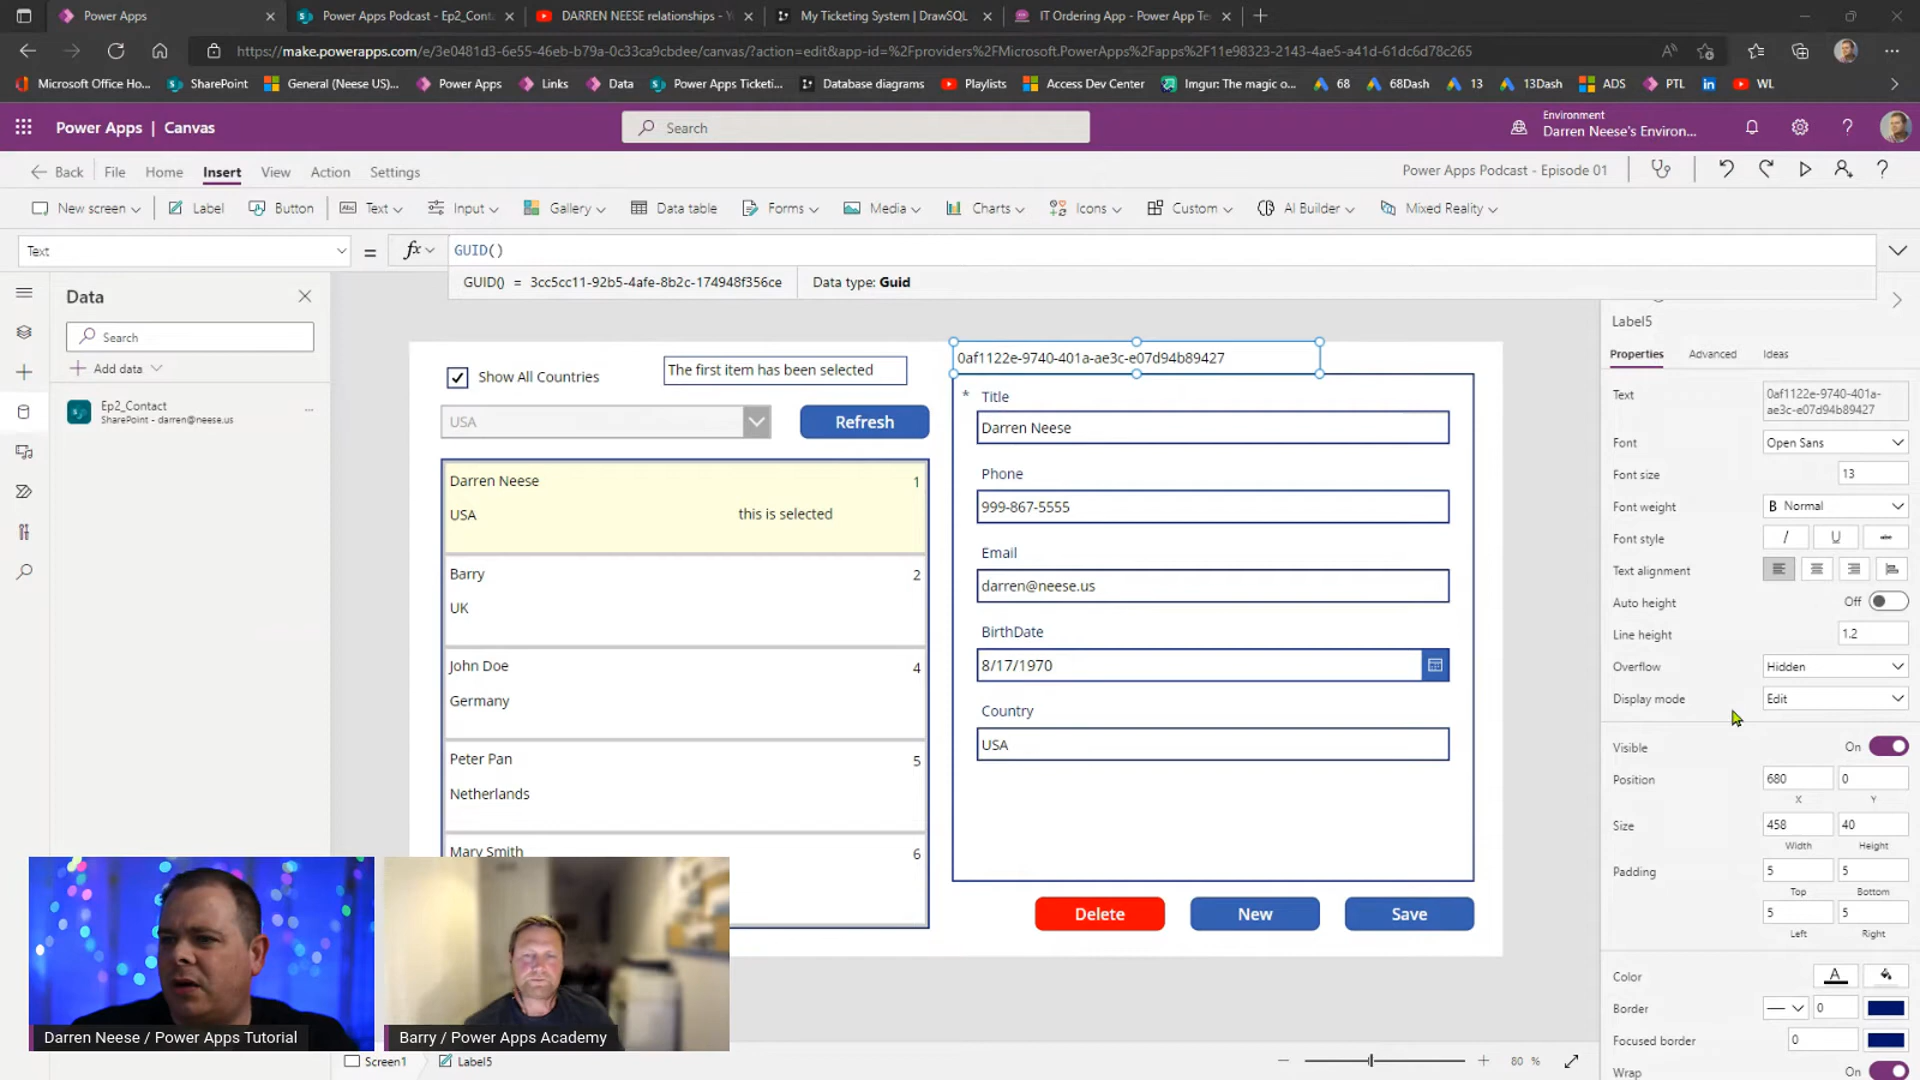 Power Apps
Power Apps Podcast - Ep2_Conta
DARREN NEESE relationships - Y
My Ticketing System | DrawSQL
IT Ordering App - Power App Te
https://make.powerapps.com/e/3e0481d3-6e55-46eb-b79a-0c33ca9cbdee/canvas/?action=edit&app-id=%2Fproviders%2FMicrosoft.PowerApps%2Fapps%2F11e98323-2143-4ae5-a41d-61dc6d78c265
Microsoft Office Ho...
SharePoint
General (Neese US)...
Power Apps
Links
Data
Power Apps Ticketi...
Database diagrams
Playlists
Access Dev Center
Imgur: The magic o...
68
68Dash
13
13Dash
ADS
PTL
WL
Power Apps | Canvas
Search
Environment
Darren Neese's Environ...
Back
File
Home
Insert
View
Action
Settings
Power Apps Podcast - Episode 01
New screen
Label
Button
Text
Input
Gallery
Data table
Forms
Media
Charts
Icons
Custom
AI Builder
Mixed Reality
Text
=
fx
GUID()
GUID() = 3cc5cc11-92b5-4afe-8b2c-174948f356ce
Data type: Guid
Data
Search
Add data
Ep2_Contact
SharePoint - darren@neese.us
Show All Countries
The first item has been selected
USA
Refresh
Darren Neese 1
USA this is selected
Barry 2
UK
John Doe 4
Germany
Peter Pan 5
Netherlands
Mary Smith 6
0af1122e-9740-401a-ae3c-e07d94b89427
* Title
Darren Neese
Phone
999-867-5555
Email
darren@neese.us
BirthDate
8/17/1970
Country
USA
Delete
New
Save
Label5
Properties
Advanced
Ideas
Text
0af1122e-9740-401a-
ae3c-e07d94b89427
Font Open Sans
Font size 13
Font weight B Normal
Font style / U abc
Text alignment
Auto height Off
Line height 1.2
Overflow Hidden
Display mode Edit
Visible On
Position 680 0
X Y
Size 458 40
Width Height
Padding 5 5
Top Bottom
5 5
Left Right
Color A
Border 0
Focused border 0
Wrap On
Darren Neese / Power Apps Tutorial
Barry / Power Apps Academy
Screen1
Label5
80 %